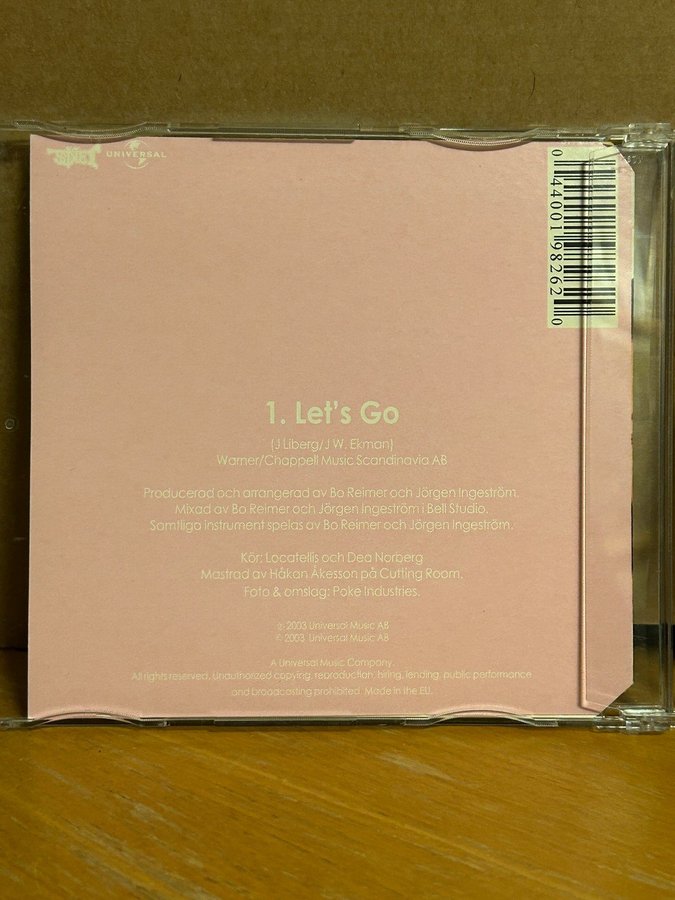 UNIVERSAL
0 44001 98262 0
1. Let's Go
(J Liberg/J W. Ekman)
Warner/Chappell Music Scandinavia AB
Producerad och arrangerad av Bo Reimer och Jörgen Ingeström.
Mixad av Bo Reimer och Jörgen Ingeström i Bell Studio.
Samtliga instrument spelas av Bo Reimer och Jörgen Ingeström.
Kör: Locatellis och Dea Norberg
Mastrad av Håkan Åkesson på Cutting Room.
Foto & omslag: Poke Industries.
℗ 2003 Universal Music AB
© 2003 Universal Music AB
A Universal Music Company.
All rights reserved. Unauthorized copying, reproduction, hiring, lending, public performance
and broadcasting prohibited. Made in the EU.